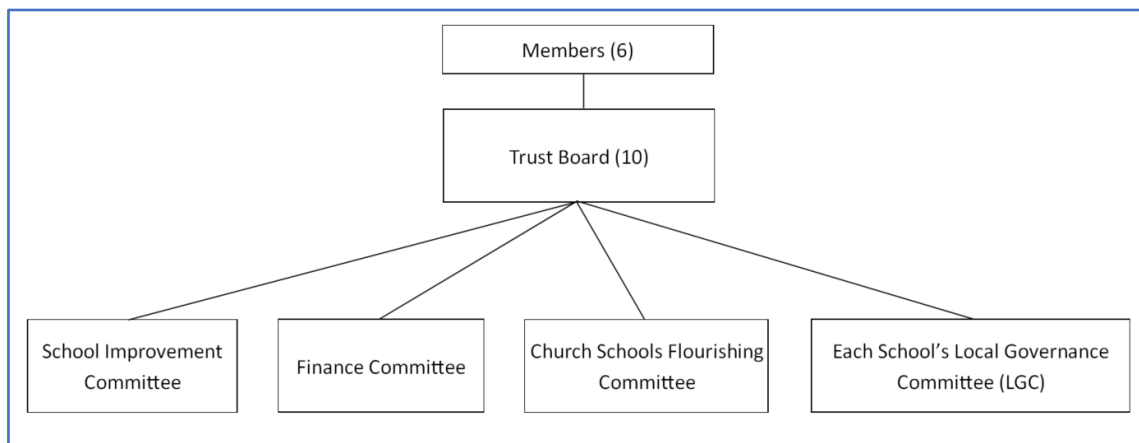 Members (6)
Trust Board (10)
School Improvement
Committee
Finance Committee
Church Schools Flourishing
Committee
Each School’s Local Governance
Committee (LGC)